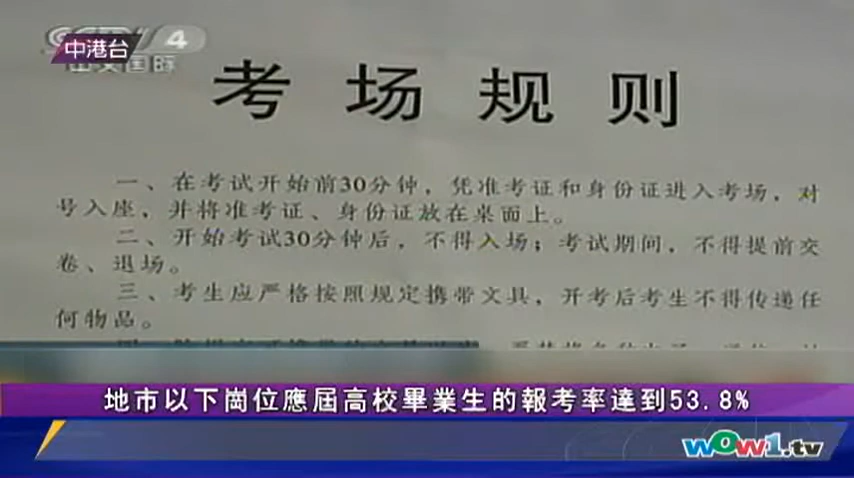 中港台
4
考场规则
一、在考试开始前30分钟，凭准考证和身份证进入考场，对
号入座，并将准考证、身份证放在桌面上。
二、开始考试30分钟后，不得入场；考试期间，不得提前交
卷、退场。
三、考生应严格按照规定携带文具，开考后考生不得传递任
何物品。
地市以下崗位應屆高校畢業生的報考率達到53.8%
wow1.tv